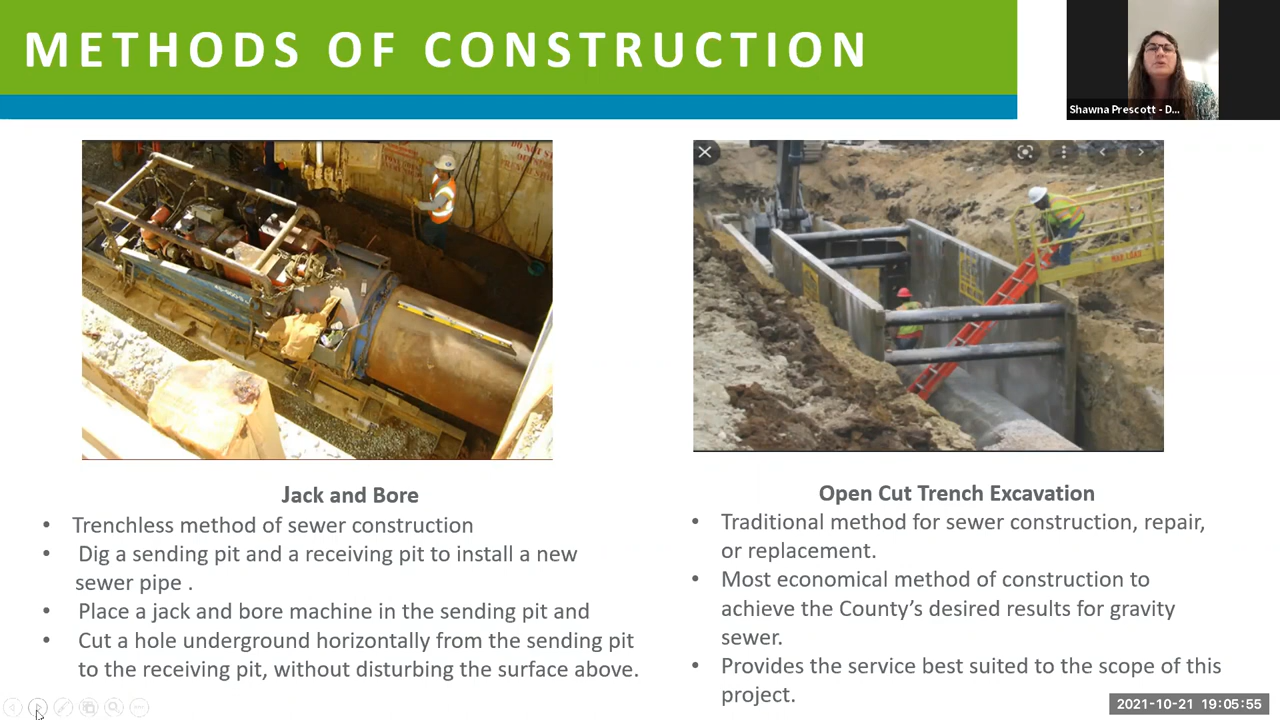 METHODS OF CONSTRUCTION
Shawna Prescott - D...
Jack and Bore
• Trenchless method of sewer construction
• Dig a sending pit and a receiving pit to install a new
sewer pipe .
• Place a jack and bore machine in the sending pit and
• Cut a hole underground horizontally from the sending pit
to the receiving pit, without disturbing the surface above.
Open Cut Trench Excavation
• Traditional method for sewer construction, repair,
or replacement.
• Most economical method of construction to
achieve the County’s desired results for gravity
sewer.
• Provides the service best suited to the scope of this
project.
2021-10-21 19:05:55